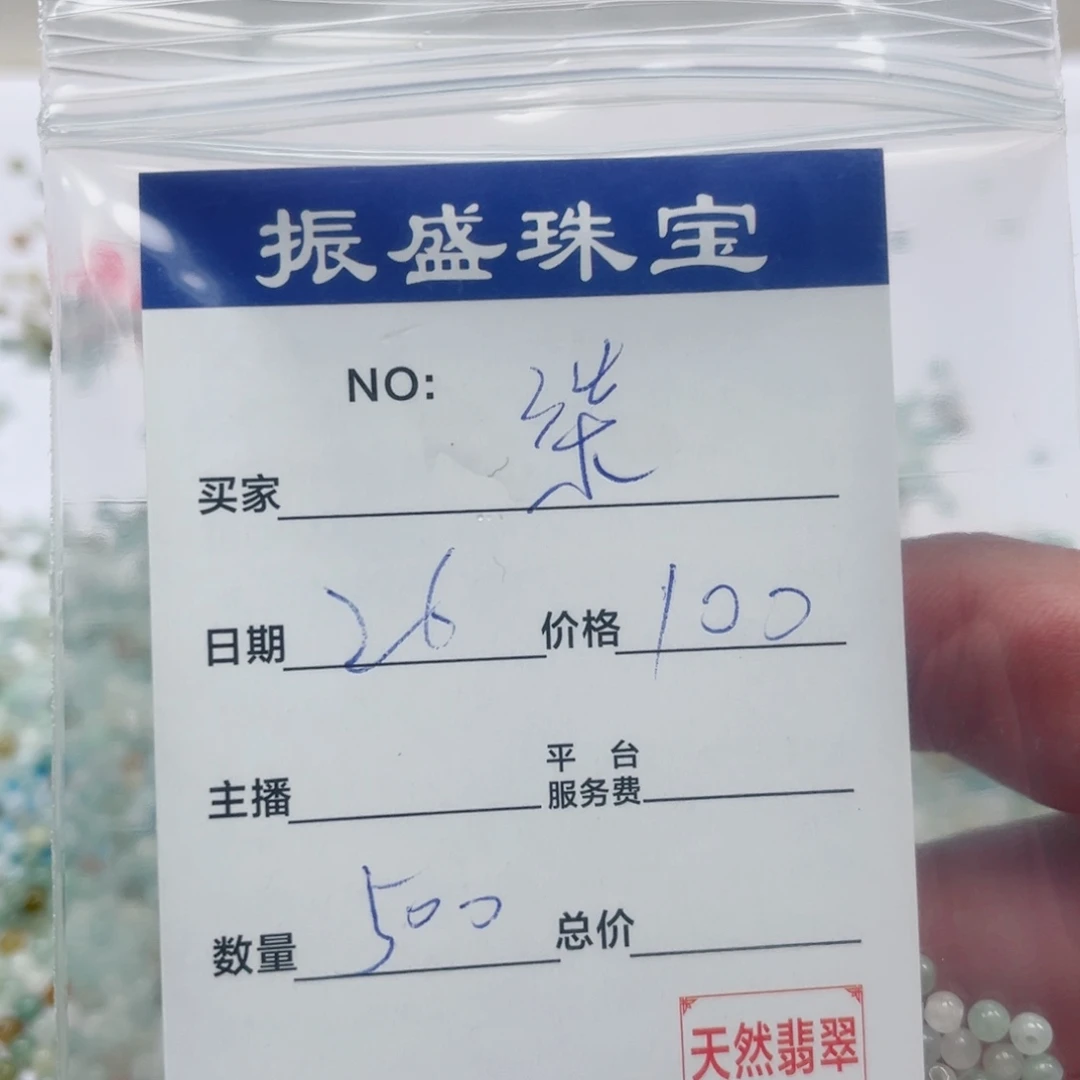 振盛珠宝
NO:
买家 柒
日期 26 价格 100
主播 平台服务费
数量 500 总价
天然翡翠